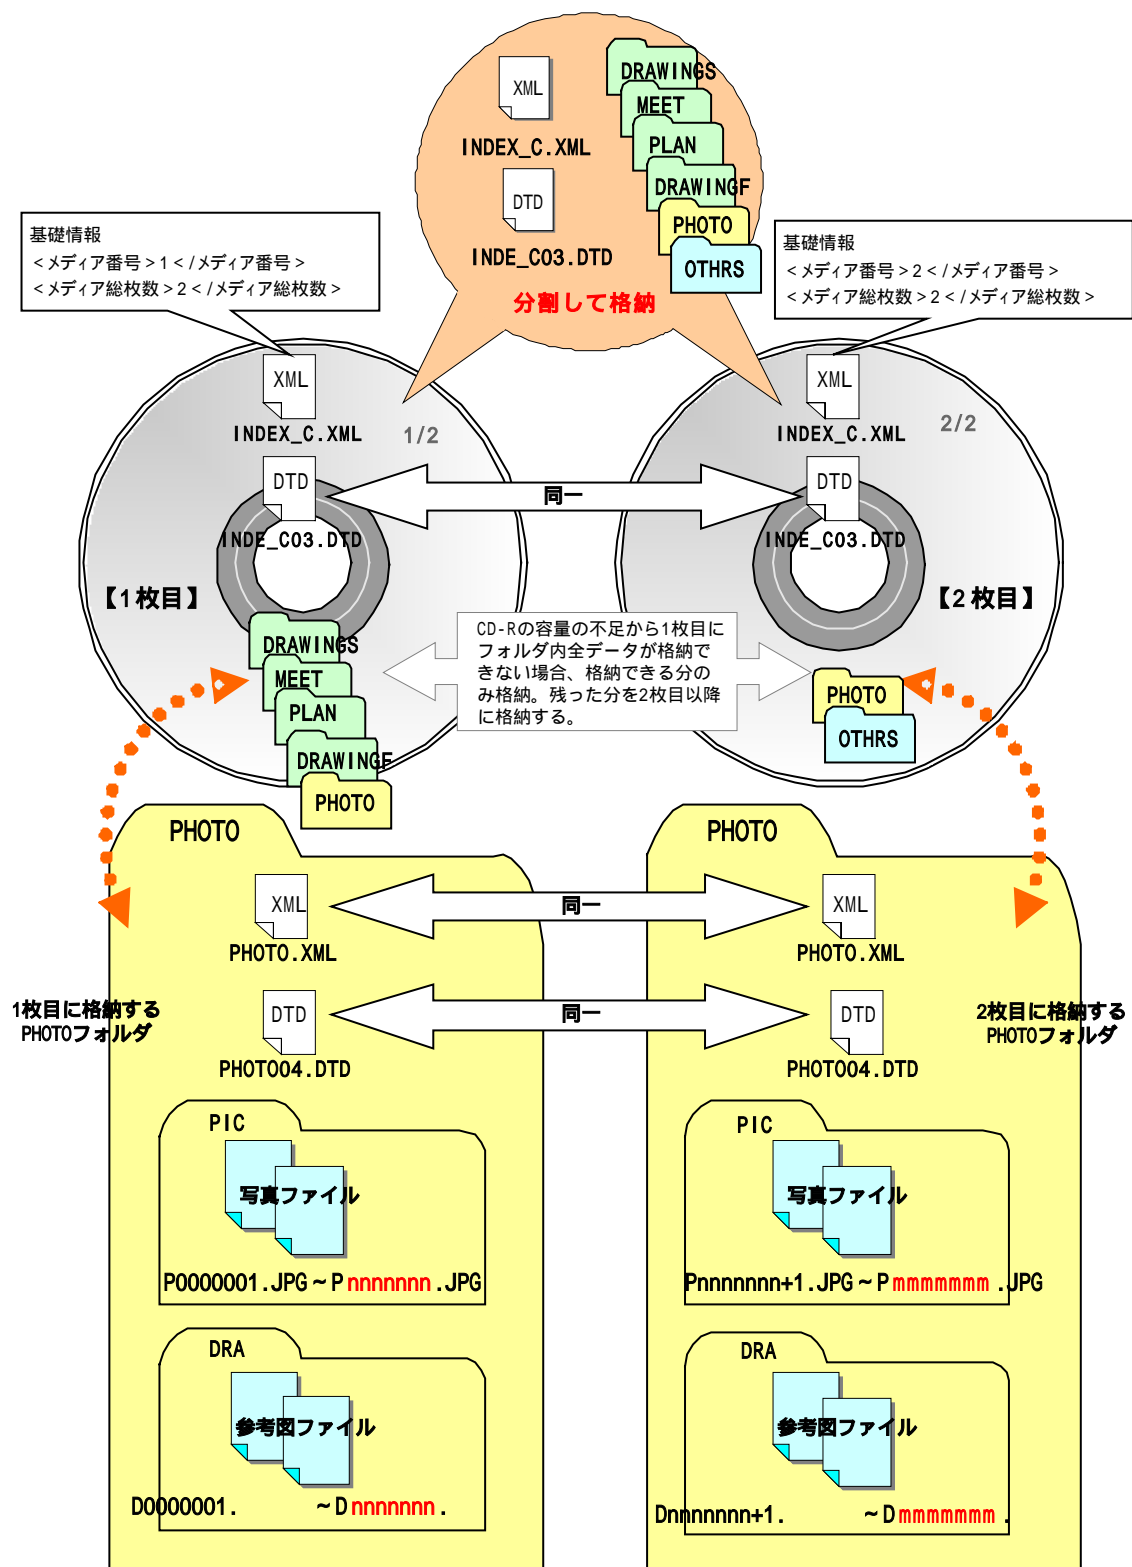 XML
INDEX_C.XML
DTD
INDE_C03.DTD
DRAWINGS
MEET
PLAN
DRAWINGF
PHOTO
OTHRS
分割して格納
基礎情報
<メディア番号>1</メディア番号>
<メディア総枚数>2</メディア総枚数>
基礎情報
<メディア番号>2</メディア番号>
<メディア総枚数>2</メディア総枚数>
XML
INDEX_C.XML
1/2
DTD
INDE_C03.DTD
【1枚目】
同一
XML
INDEX_C.XML
2/2
DTD
INDE_C03.DTD
【2枚目】
DRAWINGS
MEET
PLAN
DRAWINGF
PHOTO
CD-Rの容量の不足から1枚目に
フォルダ内全データが格納で
きない場合、格納できる分の
み格納。残った分を2枚目以降
に格納する。
PHOTO
OTHRS
PHOTO
XML
PHOTO.XML
同一
PHOTO
XML
PHOTO.XML
1枚目に格納する
PHOTOフォルダ
DTD
PHOTO04.DTD
同一
DTD
PHOTO04.DTD
2枚目に格納する
PHOTOフォルダ
PIC
写真ファイル
P0000001.JPG~Pnnnnnnn.JPG
PIC
写真ファイル
Pnnnnnnn+1.JPG~Pmmmmmmm.JPG
DRA
参考図ファイル
D0000001. ~Dnnnnnnn.
DRA
参考図ファイル
Dnnnnnnn+1. ~Dmmmmmmm.